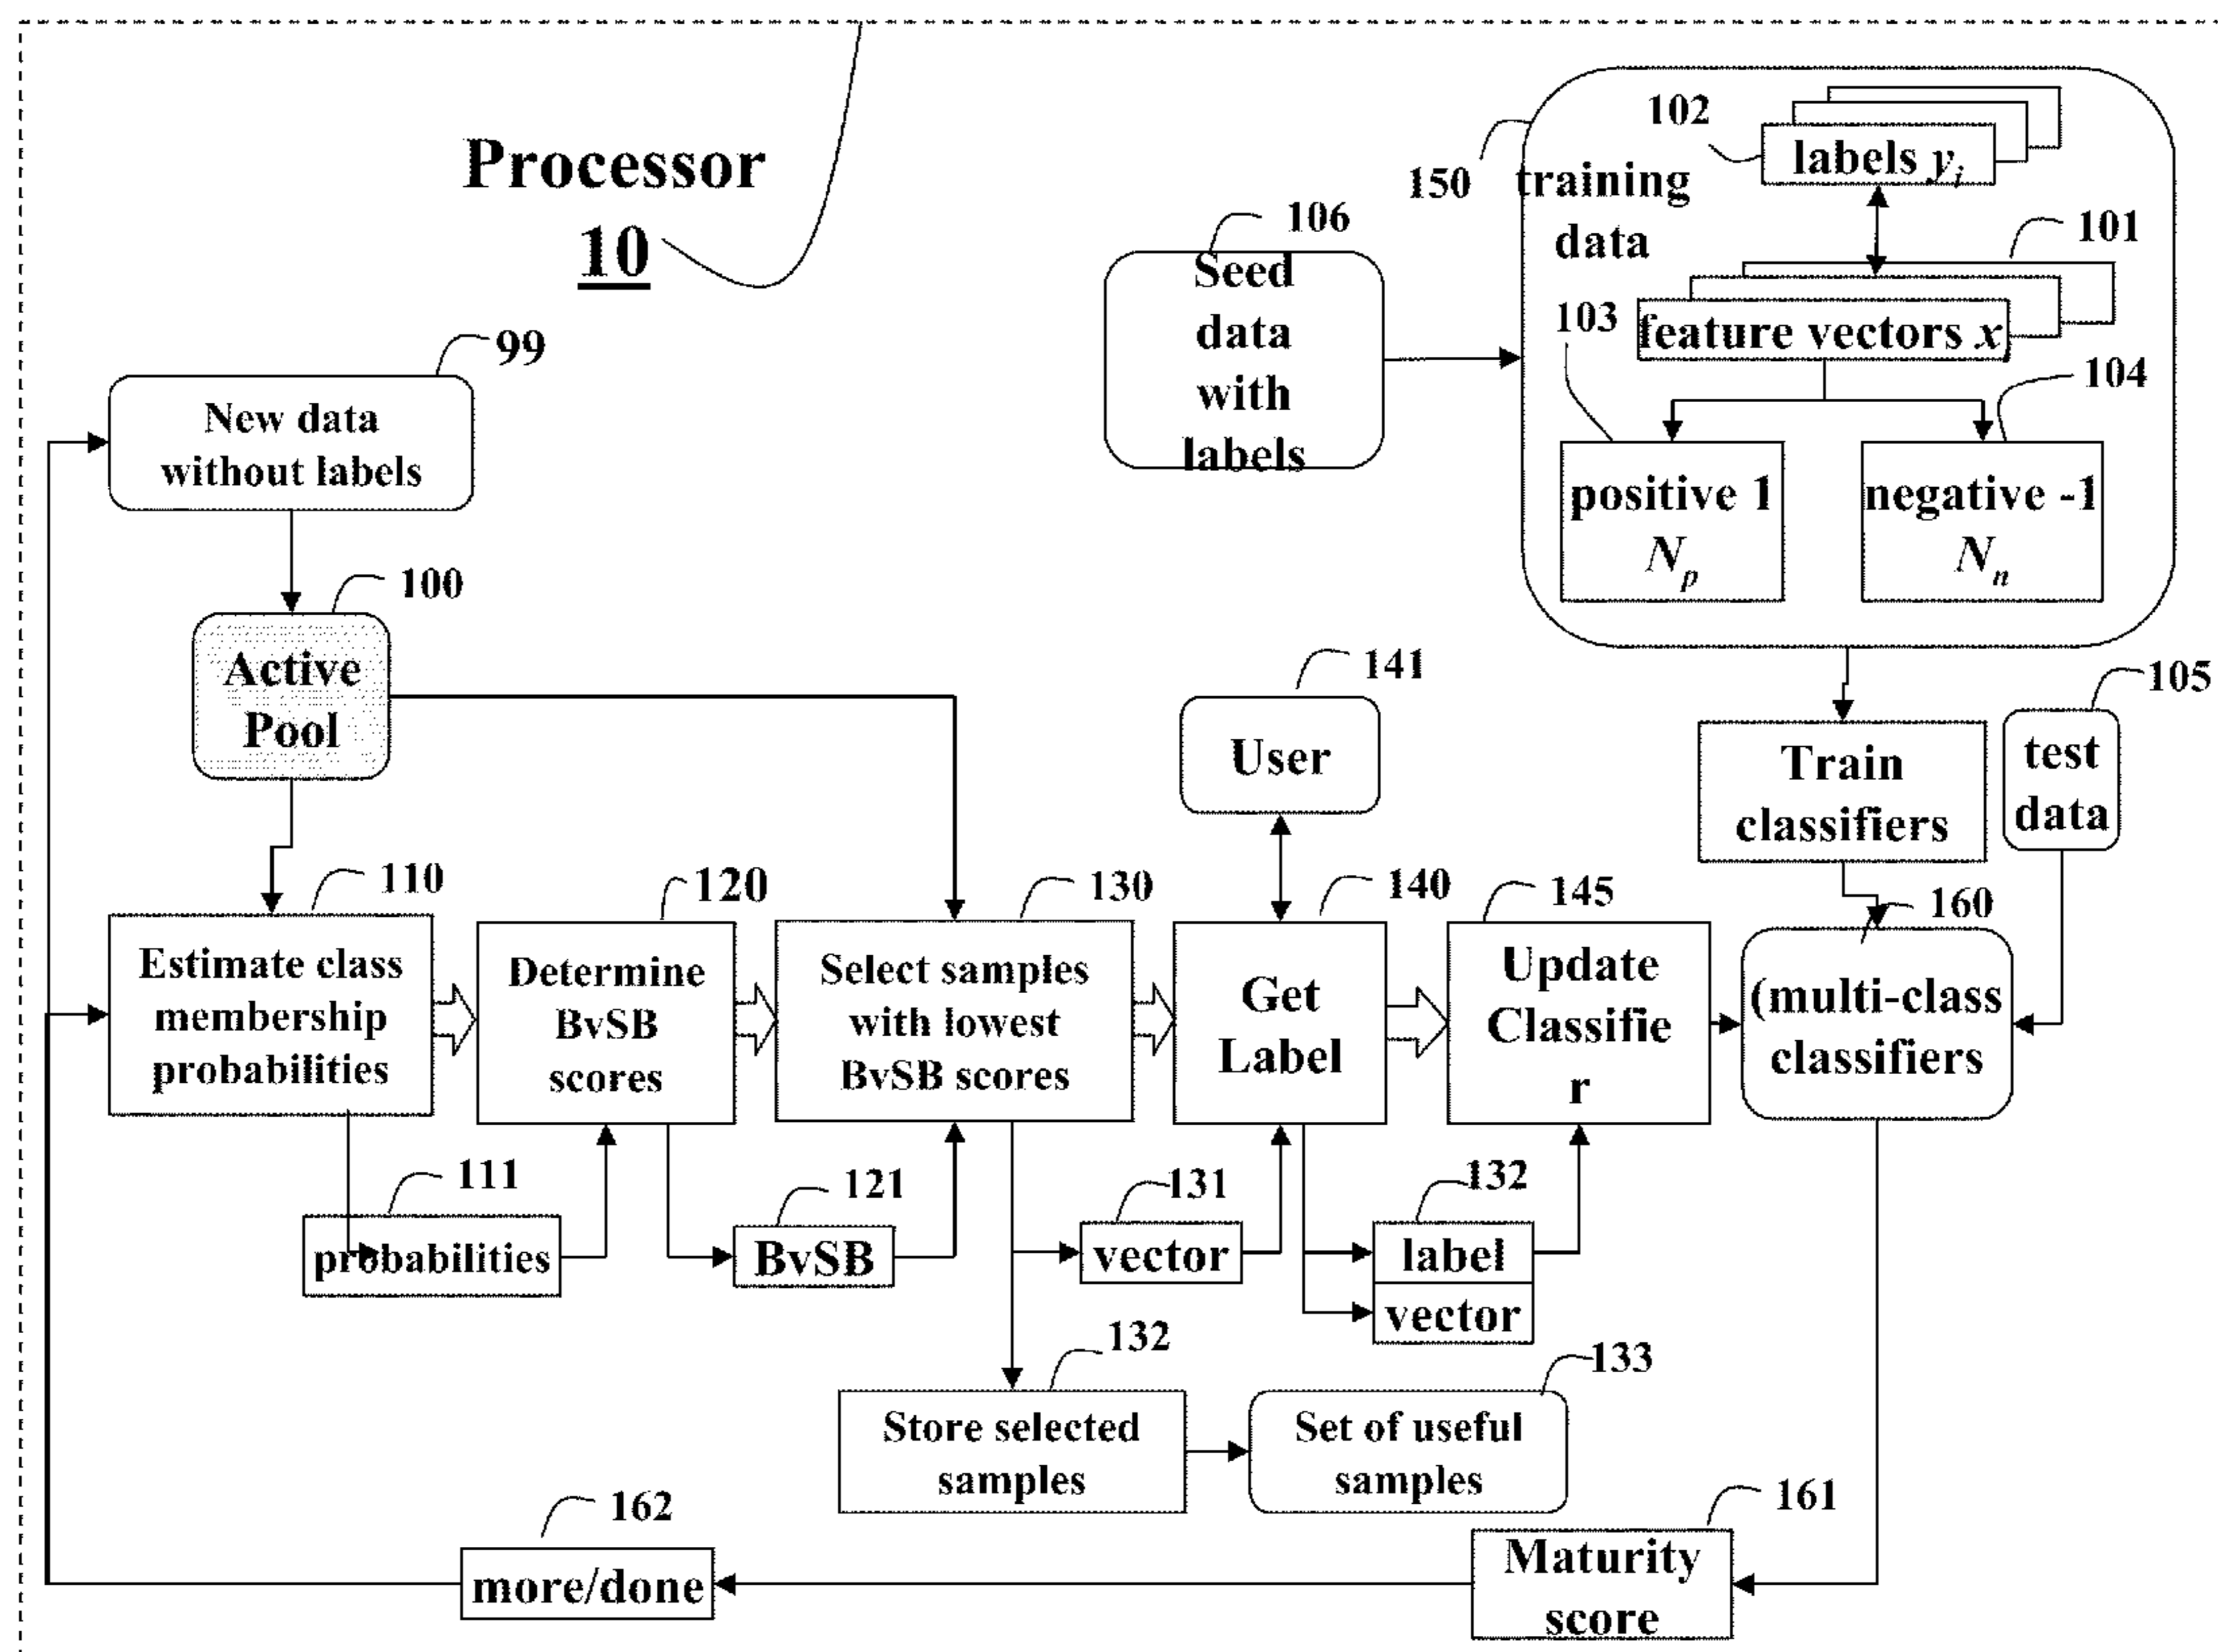 Processor
10
102
labels y_i
150
training
data
101
feature vectors x_i
103
104
positive 1
N_p
negative -1
N_n
106
Seed
data
with
labels
99
New data
without labels
100
Active
Pool
141
User
105
test
data
Train
classifiers
110
Estimate class
membership
probabilities
120
Determine
BvSB
scores
130
Select samples
with lowest
BvSB scores
140
Get
Label
145
Update
Classifie
r
160
(multi-class
classifiers
111
probabilities
121
BvSB
131
vector
132
label
vector
132
Store selected
samples
133
Set of useful
samples
162
more/done
161
Maturity
score